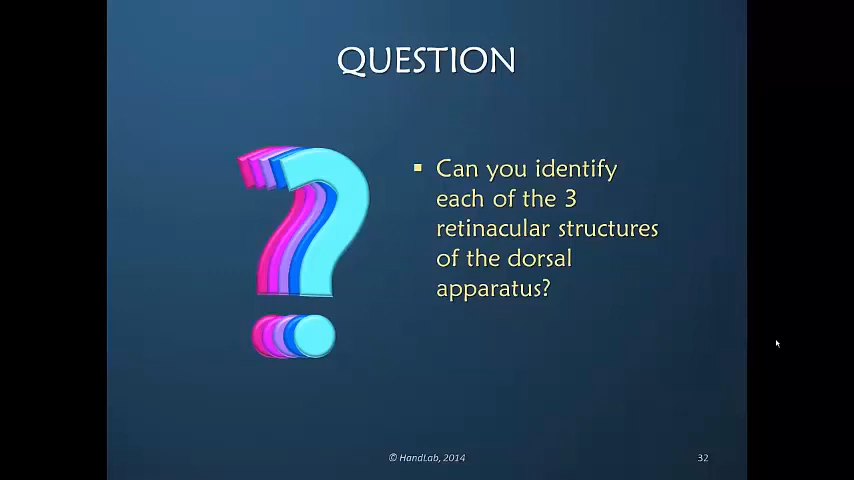 QUESTION
▪ Can you identify
each of the 3
retinacular structures
of the dorsal
apparatus?
© HandLab, 2014
32